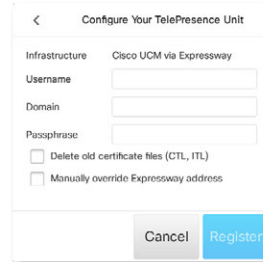 Configure Your TelePresence Unit
Infrastructure Cisco UCM via Expressway
Username
Domain
Passphrase
Delete old certificate files (CTL, ITL)
Manually override Expressway address
Cancel Register